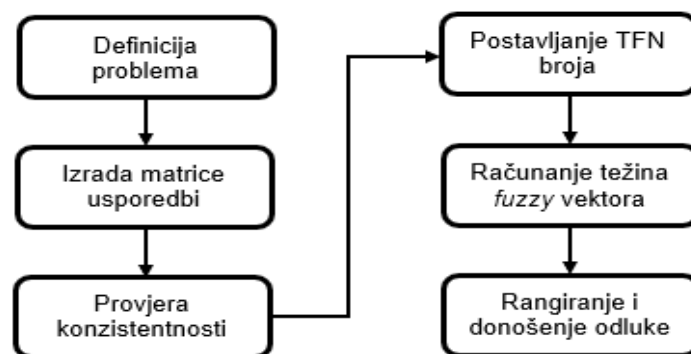 Definicija
problema
Izrada matrice
usporedbi
Provjera
konzistentnosti
Postavljanje TFN
broja
Računanje težina
fuzzy vektora
Rangiranje i
donošenje odluke